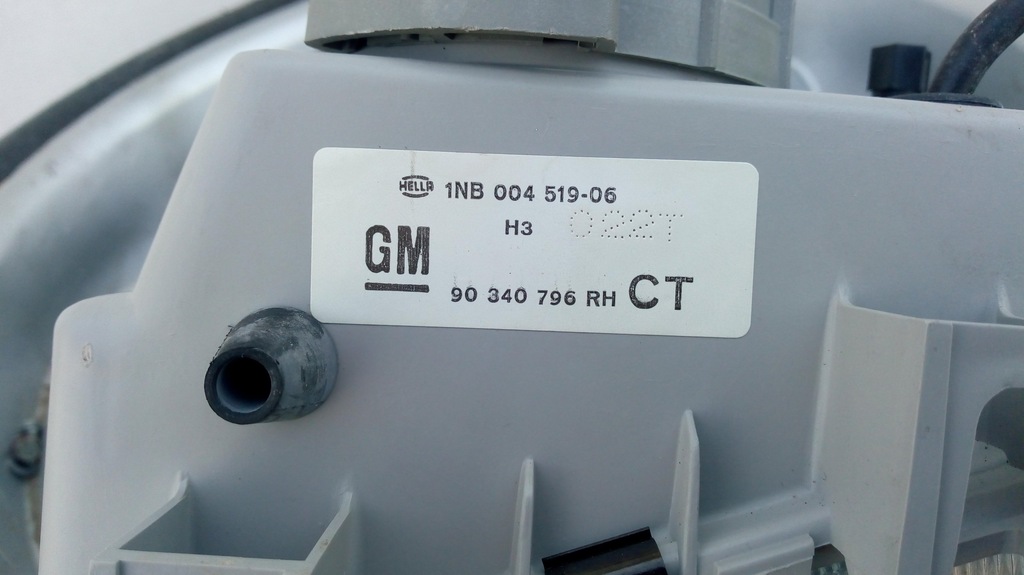 HELLA 1NB 004 519-06
H3 022T
GM
90 340 796 RH CT